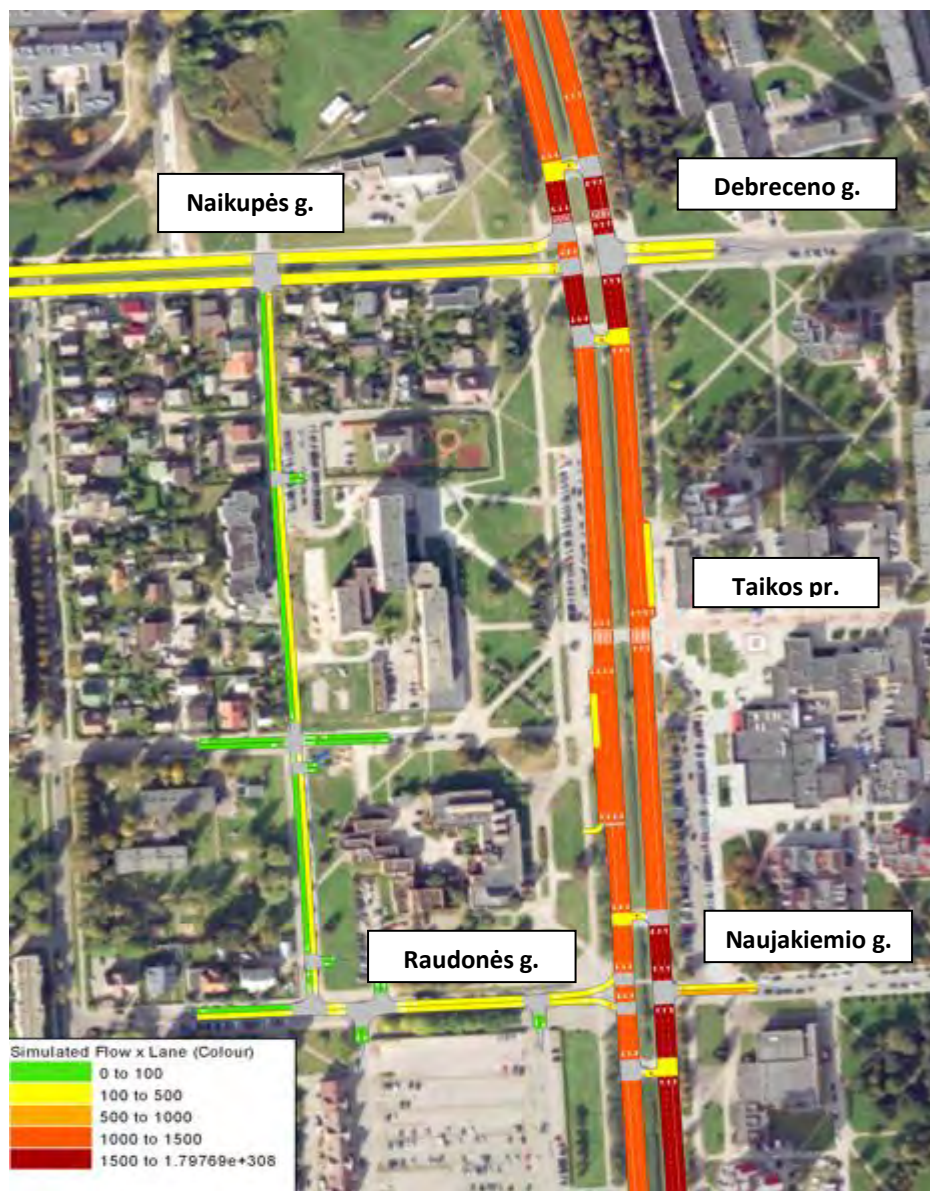 Debreceno g.
Naikupės g.
Taikos pr.
Naujakiemio g.
Raudonės g.
Simulated Flow x Lane (Colour)
0 to 100
100 to 500
500 to 1000
1000 to 1500
1500 to 1.79769e+308